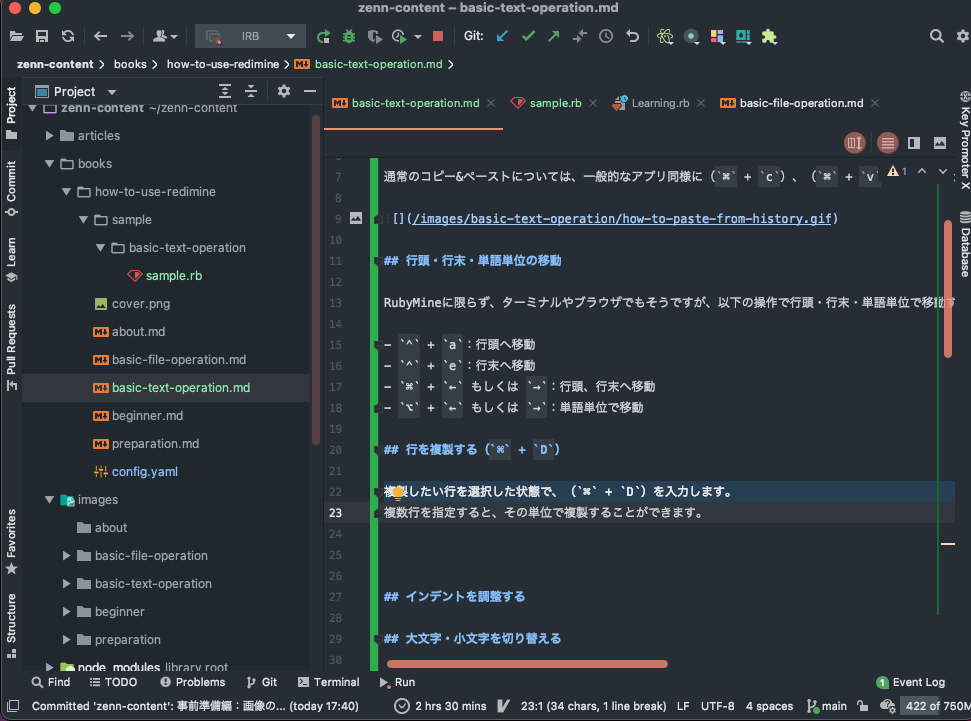 zenn-content – basic-text-operation.md
IRB
Git:
zenn-content
books
how-to-use-redimine
basic-text-operation.md
Project
Commit
Learn
Pull Requests
Favorites
Structure
Project
zenn-content ~/zenn-content
articles
books
how-to-use-redimine
sample
basic-text-operation
sample.rb
cover.png
about.md
basic-file-operation.md
basic-text-operation.md
beginner.md
preparation.md
config.yaml
images
about
basic-file-operation
basic-text-operation
beginner
preparation
node_modules library root
basic-text-operation.md
sample.rb
Learning.rb
basic-file-operation.md
1
7 通常のコピー&ペーストについては、一般的なアプリ同様に（`⌘` + `c`）、（`⌘` + `v`
8
9 ![](/images/basic-text-operation/how-to-paste-from-history.gif)
10
11 ## 行頭・行末・単語単位の移動
12
13 RubyMineに限らず、ターミナルやブラウザでもそうですが、以下の操作で行頭・行末・単語単位で移動す
14
15 - `^` + `a`：行頭へ移動
16 - `^` + `e`：行末へ移動
17 - `⌘` + `←` もしくは `→`：行頭、行末へ移動
18 - `⌥` + `←` もしくは `→`：単語単位で移動
19
20 ## 行を複製する（`⌘` + `D`）
21
22 複製したい行を選択した状態で、（`⌘` + `D`）を入力します。
23 複数行を指定すると、その単位で複製することができます。
24
25
26
27 ## インデントを調整する
28
29 ## 大文字・小文字を切り替える
30
Key Promoter X
Database
Find
TODO
Problems
Git
Terminal
Run
1 Event Log
Committed 'zenn-content': 事前準備編：画像の... (today 17:40)
2 hrs 30 mins
23:1 (34 chars, 1 line break)
LF
UTF-8
4 spaces
main
422 of 750M